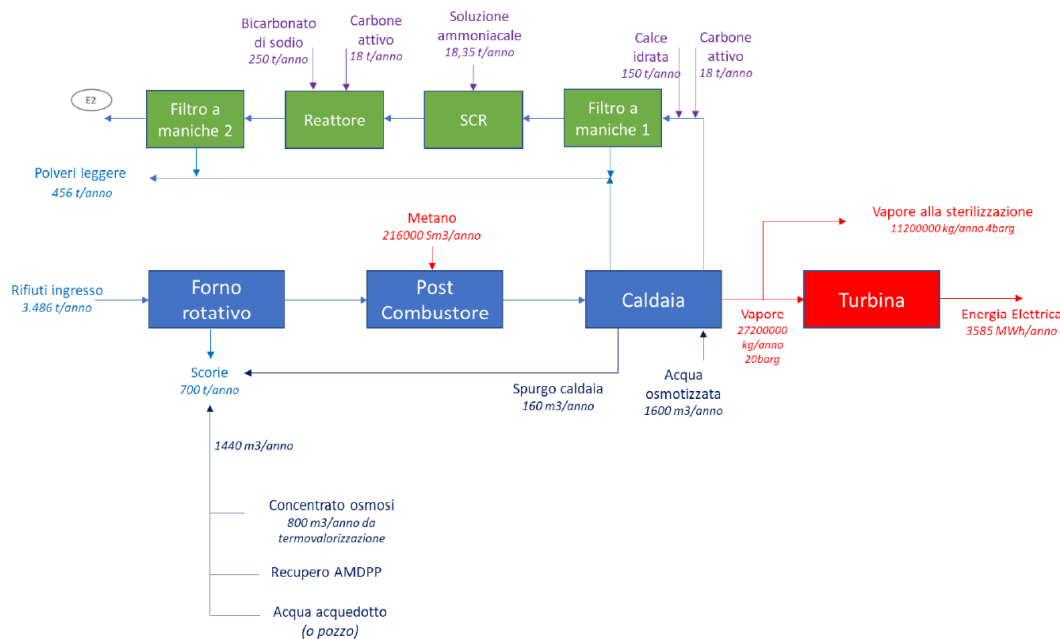 Bicarbonato
di sodio
250 t/anno
Carbone
attivo
18 t/anno
Soluzione
ammoniacale
18,35 t/anno
Calce
idrata
150 t/anno
Carbone
attivo
18 t/anno
E2
Filtro a
maniche 2
Reattore
SCR
Filtro a
maniche 1
Polveri leggere
456 t/anno
Metano
216000 Sm3/anno
Vapore alla sterilizzazione
11200000 kg/anno 4barg
Rifiuti ingresso
3.486 t/anno
Forno
rotativo
Post
Combustore
Caldaia
Turbina
Vapore
27200000
kg/anno
20barg
Energia Elettrica
3585 MWh/anno
Scorie
700 t/anno
Spurgo caldaia
160 m3/anno
Acqua
osmotizzata
1600 m3/anno
1440 m3/anno
Concentrato osmosi
800 m3/anno da
termovalorizzazione
Recupero AMDPP
Acqua acquedotto
(o pozzo)